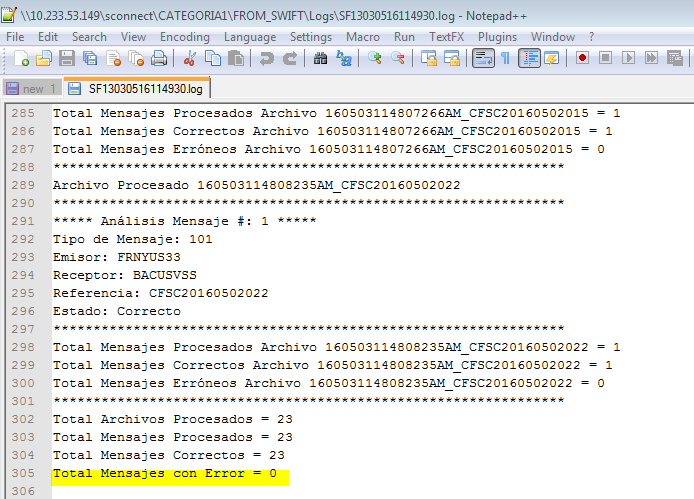 \\10.233.53.149\sconnect\CATEGORIA1\FROM_SWIFT\Logs\SF13030516114930.log - Notepad++
File Edit Search View Encoding Language Settings Macro Run TextFX Plugins Window ?
new 1 SF13030516114930.log
285 Total Mensajes Procesados Archivo 160503114807266AM_CFSC20160502015 = 1
286 Total Mensajes Correctos Archivo 160503114807266AM_CFSC20160502015 = 1
287 Total Mensajes Erróneos Archivo 160503114807266AM_CFSC20160502015 = 0
288 ****************************************************************
289 Archivo Procesado 160503114808235AM_CFSC20160502022
290 ****************************************************************
291 ***** Análisis Mensaje #: 1 *****
292 Tipo de Mensaje: 101
293 Emisor: FRNYUS33
294 Receptor: BACUSVSS
295 Referencia: CFSC20160502022
296 Estado: Correcto
297 ****************************************************************
298 Total Mensajes Procesados Archivo 160503114808235AM_CFSC20160502022 = 1
299 Total Mensajes Correctos Archivo 160503114808235AM_CFSC20160502022 = 1
300 Total Mensajes Erróneos Archivo 160503114808235AM_CFSC20160502022 = 0
301 ****************************************************************
302 Total Archivos Procesados = 23
303 Total Mensajes Procesados = 23
304 Total Mensajes Correctos = 23
305 Total Mensajes con Error = 0
306